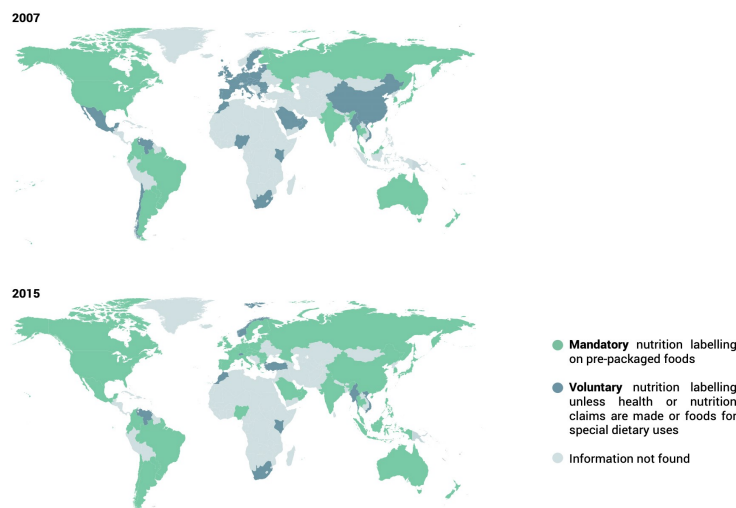 2007
2015
Mandatory nutrition labelling
on pre-packaged foods
Voluntary nutrition labelling
unless health or nutrition
claims are made or foods for
special dietary uses
Information not found